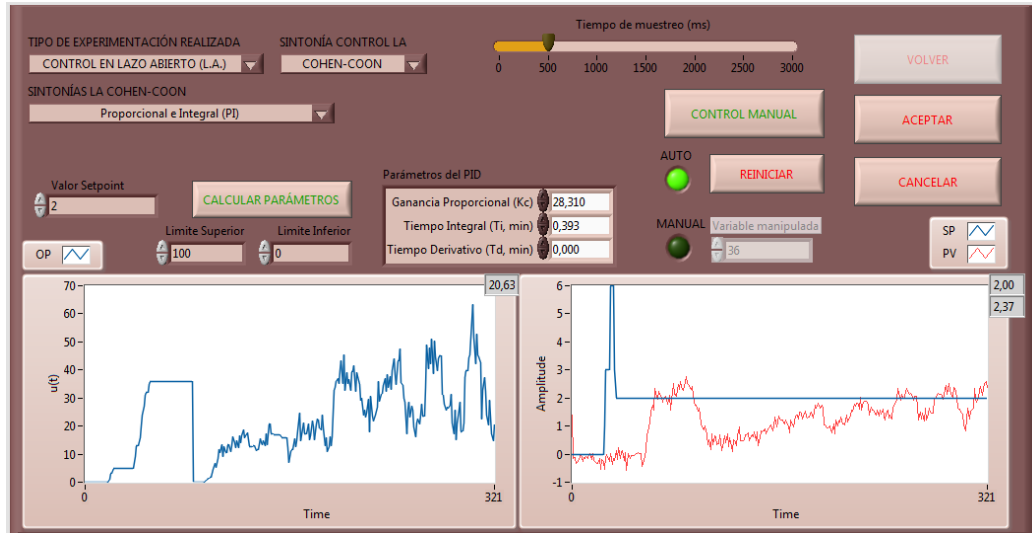 Tiempo de muestreo (ms)
TIPO DE EXPERIMENTACIÓN REALIZADA
SINTONÍA CONTROL LA
CONTROL EN LAZO ABIERTO (L.A.)
COHEN-COON
0 500 1000 1500 2000 2500 3000
VOLVER
SINTONÍAS LA COHEN-COON
Proporcional e Integral (PI)
CONTROL MANUAL
ACEPTAR
AUTO
REINICIAR
CANCELAR
Valor Setpoint
2
CALCULAR PARÁMETROS
Parámetros del PID
Ganancia Proporcional (Kc) 28,310
Tiempo Integral (Ti, min) 0,393
Tiempo Derivativo (Td, min) 0,000
MANUAL
Variable manipulada
36
Limite Superior
100
Limite Inferior
0
OP
SP
PV
20,63
70
60
50
40
30
20
10
0
u(t)
0
321
Time
2,00
2,37
6
5
4
3
2
1
0
-1
Amplitude
0
321
Time